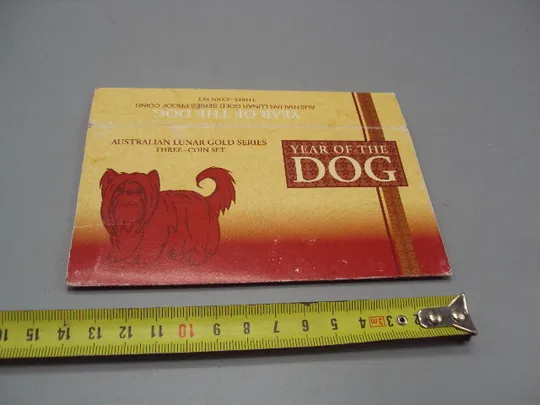 AUSTRALIAN LUNAR GOLD SERIES PROOF COINS
THREE-COIN SET
YEAR OF THE DOG
AUSTRALIAN LUNAR GOLD SERIES
THREE-COIN SET
YEAR OF THE
DOG
15 14 13 12 11 10 9 8 7 6 5 4 3 2
3m